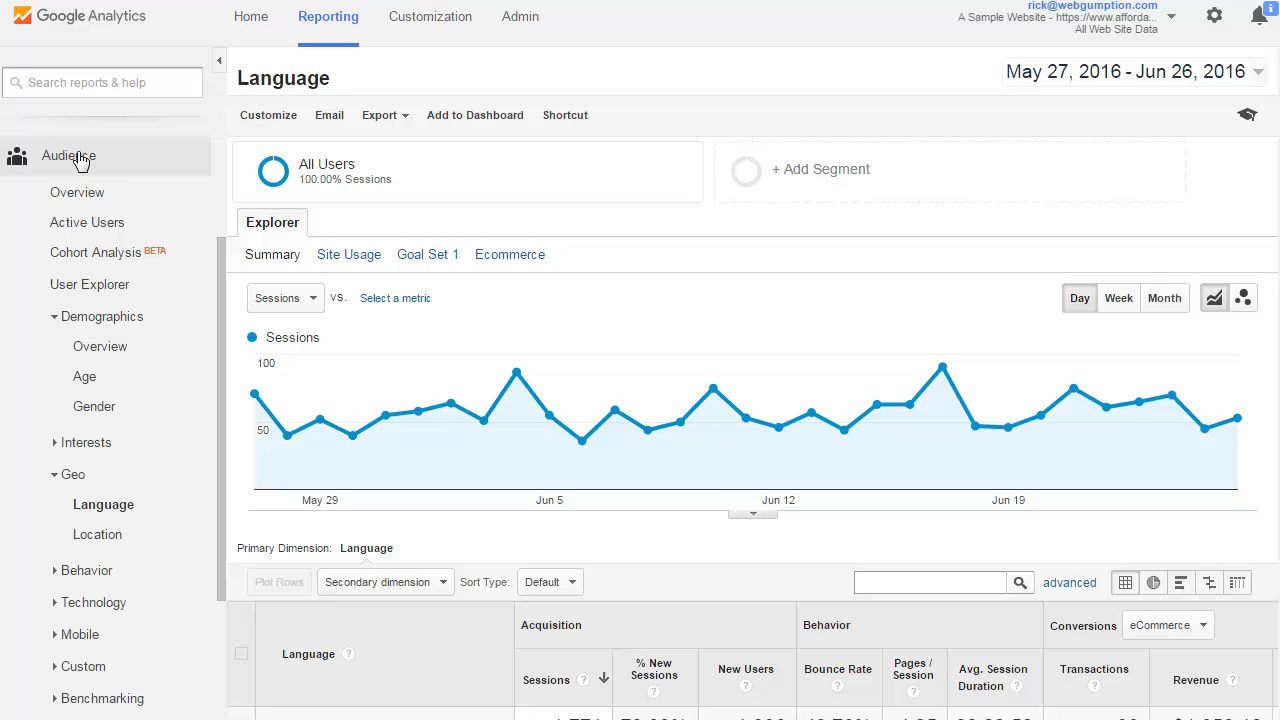 Google Analytics
Home Reporting Customization Admin
rick@webgumption.com
A Sample Website - https://www.afforda...
All Web Site Data
Search reports & help
Audience
Overview
Active Users
Cohort Analysis BETA
User Explorer
Demographics
Overview
Age
Gender
Interests
Geo
Language
Location
Behavior
Technology
Mobile
Custom
Benchmarking
Language
May 27, 2016 - Jun 26, 2016
Customize Email Export Add to Dashboard Shortcut
All Users
100.00% Sessions
+ Add Segment
Explorer
Summary Site Usage Goal Set 1 Ecommerce
Sessions VS. Select a metric
Day Week Month
Sessions
100
50
May 29 Jun 5 Jun 12 Jun 19
Primary Dimension: Language
Plot Rows Secondary dimension Sort Type: Default
advanced
Language ?
Acquisition
Behavior
Conversions eCommerce
Sessions ?
% New
Sessions
?
New Users
?
Bounce Rate
?
Pages /
Session
?
Avg. Session
Duration ?
Transactions
?
Revenue ?